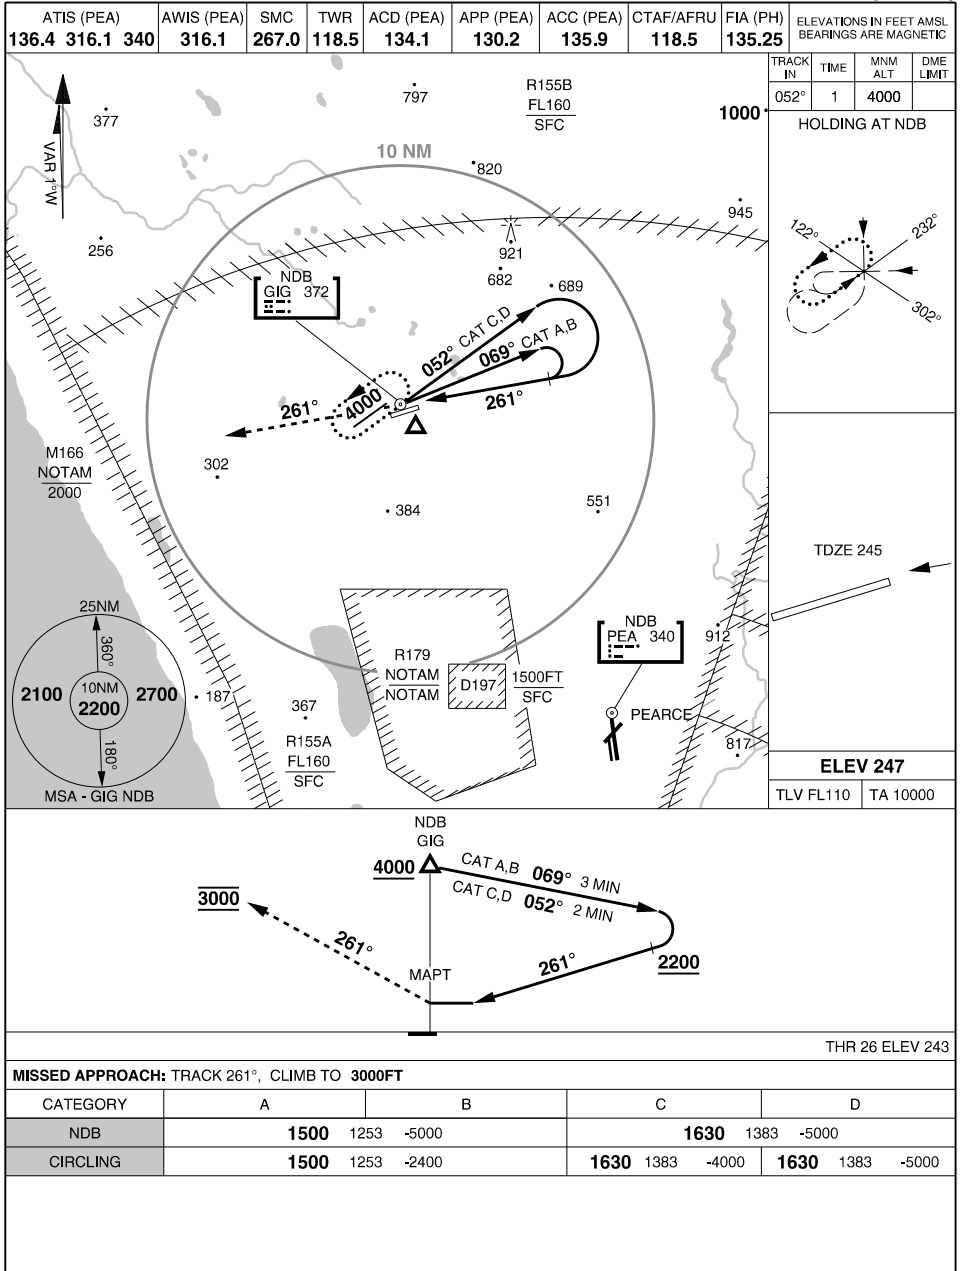 ATIS (PEA) AWIS (PEA) SMC TWR ACD (PEA) APP (PEA) ACC (PEA) CTAF/AFRU FIA (PH)
136.4 316.1 340 316.1 267.0 118.5 134.1 130.2 135.9 118.5 135.25
ELEVATIONS IN FEET AMSL
BEARINGS ARE MAGNETIC
TRACK IN TIME MNM ALT DME LIMIT
052° 1 4000
HOLDING AT NDB
122°
232°
302°
TDZE 245
ELEV 247
TLV FL110 TA 10000
VAR 1°W
377
797
R155B
FL160
SFC
1000
10 NM
820
945
256
921
682
689
NDB
GIG 372
052° CAT C,D
069° CAT A,B
261°
261°
4000
M166
NOTAM
2000
302
384
551
NDB
PEA 340
912
PEARCE
817
R179
NOTAM
NOTAM
D197
1500FT
SFC
25NM
360°
2100
10NM
2200
2700
180°
MSA - GIG NDB
187
367
R155A
FL160
SFC
NDB
GIG
4000
CAT A,B 069° 3 MIN
CAT C,D 052° 2 MIN
3000
261°
MAPT
261°
2200
THR 26 ELEV 243
MISSED APPROACH: TRACK 261°, CLIMB TO 3000FT
CATEGORY A B C D
NDB 1500 1253 -5000 1630 1383 -5000
CIRCLING 1500 1253 -2400 1630 1383 -4000 1630 1383 -5000